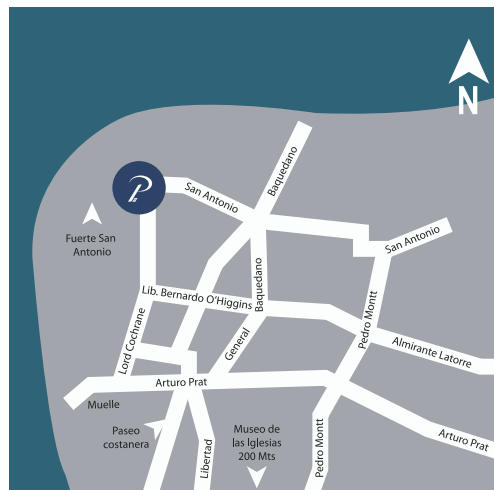 N
Baquedano
San Antonio
San Antonio
Fuerte San
Antonio
Baquedano
Lib. Bernardo O'Higgins
Pedro Montt
Lord Cochrane
General
Almirante Latorre
Arturo Prat
Muelle
Paseo
costanera
Libertad
Museo de
las Iglesias
200 Mts
Pedro Montt
Arturo Prat